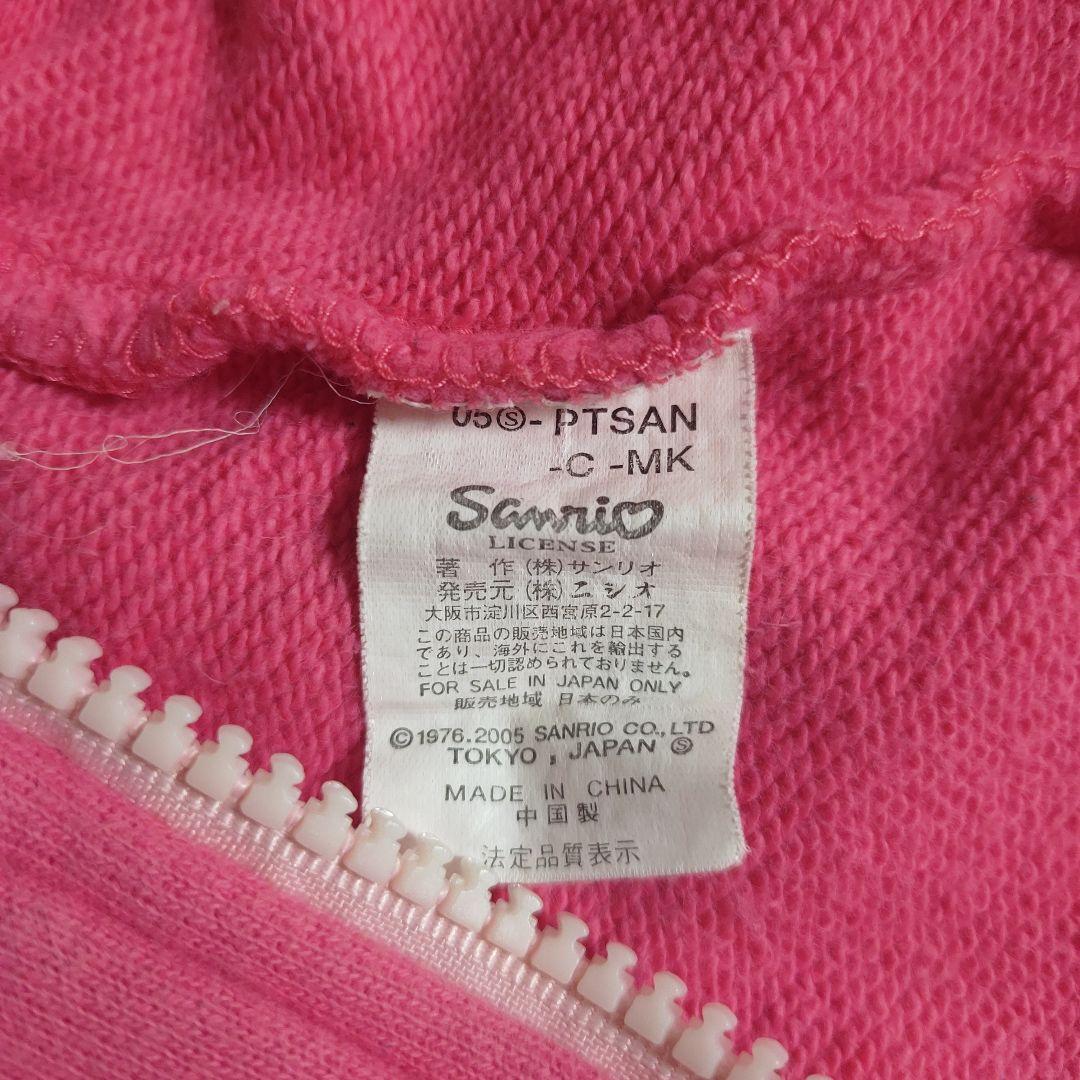 05Ⓢ- PTSAN
-C -MK
Sanrio
LICENSE
著 作 (株) サンリオ
発売元 (株) ニシオ
大阪市淀川区西宮原2-2-17
この商品の販売地域は日本国内
であり、海外にこれを輸出する
ことは一切認められておりません。
FOR SALE IN JAPAN ONLY
販売地域 日本のみ
©1976.2005 SANRIO CO.,LTD
TOKYO , JAPAN Ⓢ
MADE IN CHINA
中国製
法定品質表示